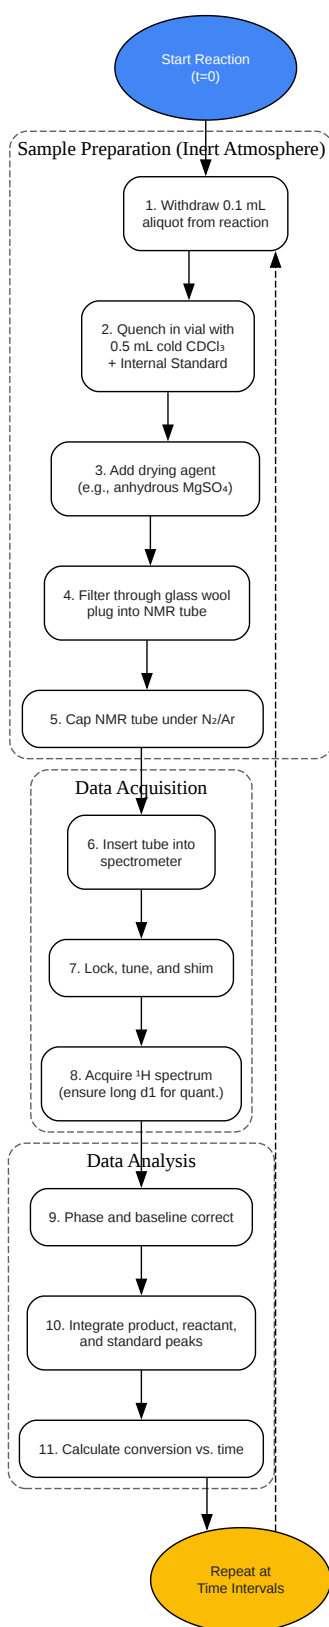 Start Reaction
(t=0)
Sample Preparation (Inert Atmosphere)
1. Withdraw 0.1 mL
aliquot from reaction
2. Quench in vial with
0.5 mL cold CDCl₃
+ Internal Standard
3. Add drying agent
(e.g., anhydrous MgSO₄)
4. Filter through glass wool
plug into NMR tube
5. Cap NMR tube under N₂/Ar
Data Acquisition
6. Insert tube into
spectrometer
7. Lock, tune, and shim
8. Acquire ¹H spectrum
(ensure long d1 for quant.)
Data Analysis
9. Phase and baseline correct
10. Integrate product, reactant,
and standard peaks
11. Calculate conversion vs. time
Repeat at
Time Intervals